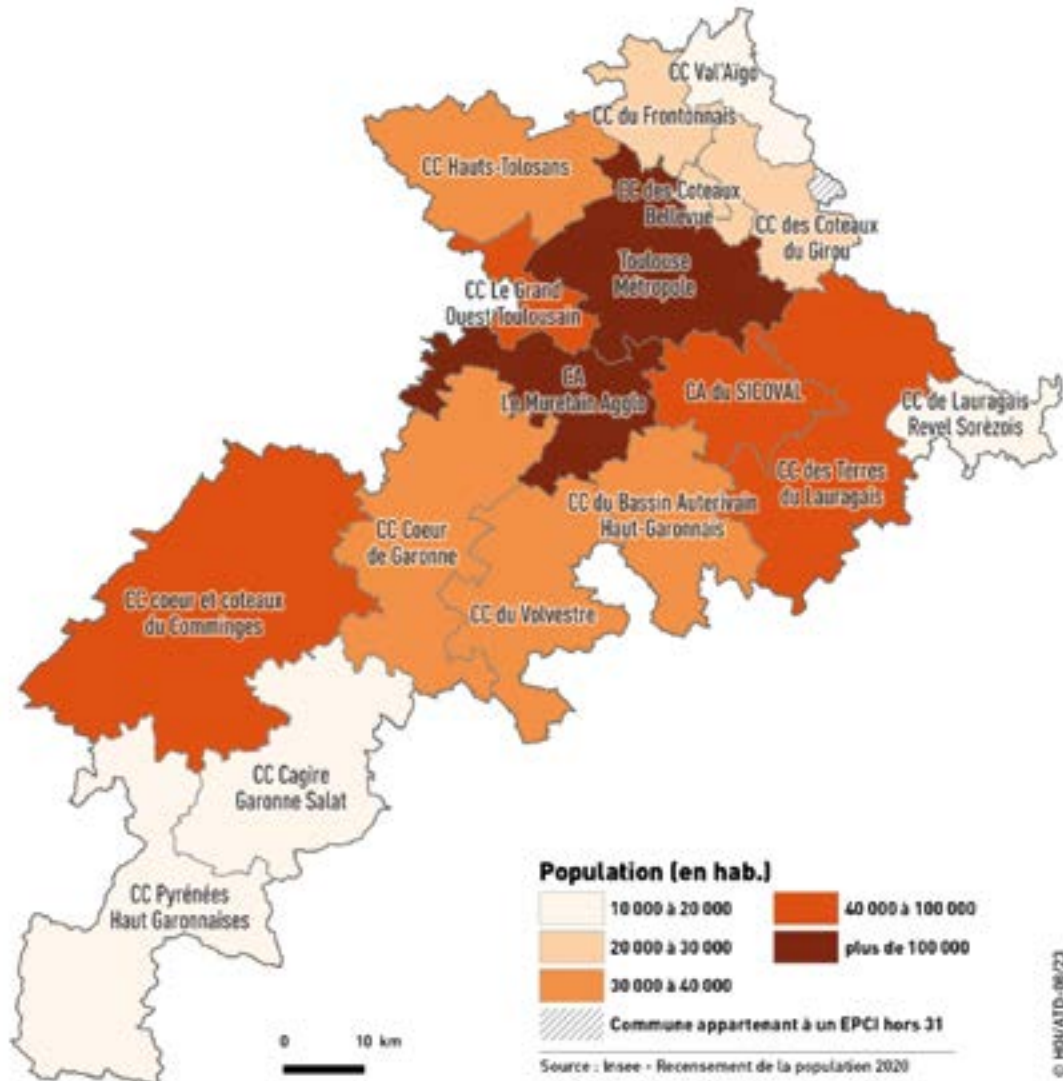 CC Val'Aïgo
CC du Frontonnais
CC Hauts-Tolosans
CC des Coteaux
Bellevue
CC des Coteaux
du Girou
Toulouse
Métropole
CC Le Grand
Ouest Toulousain
CA
Le Muretain Agglo
CA du SICOVAL
CC de Lauragais
Revel Sorèzois
CC des Terres
du Lauragais
CC du Bassin Auterivain
Haut-Garonnais
CC Coeur
de Garonne
CC coeur et coteaux
du Comminges
CC du Volvestre
CC Cagire
Garonne Salat
CC Pyrénées
Haut Garonnaises
Population (en hab.)
10 000 à 20 000
20 000 à 30 000
30 000 à 40 000
40 000 à 100 000
plus de 100 000
Commune appartenant à un EPCI hors 31
0 10 km
Source : Insee - Recensement de la population 2020